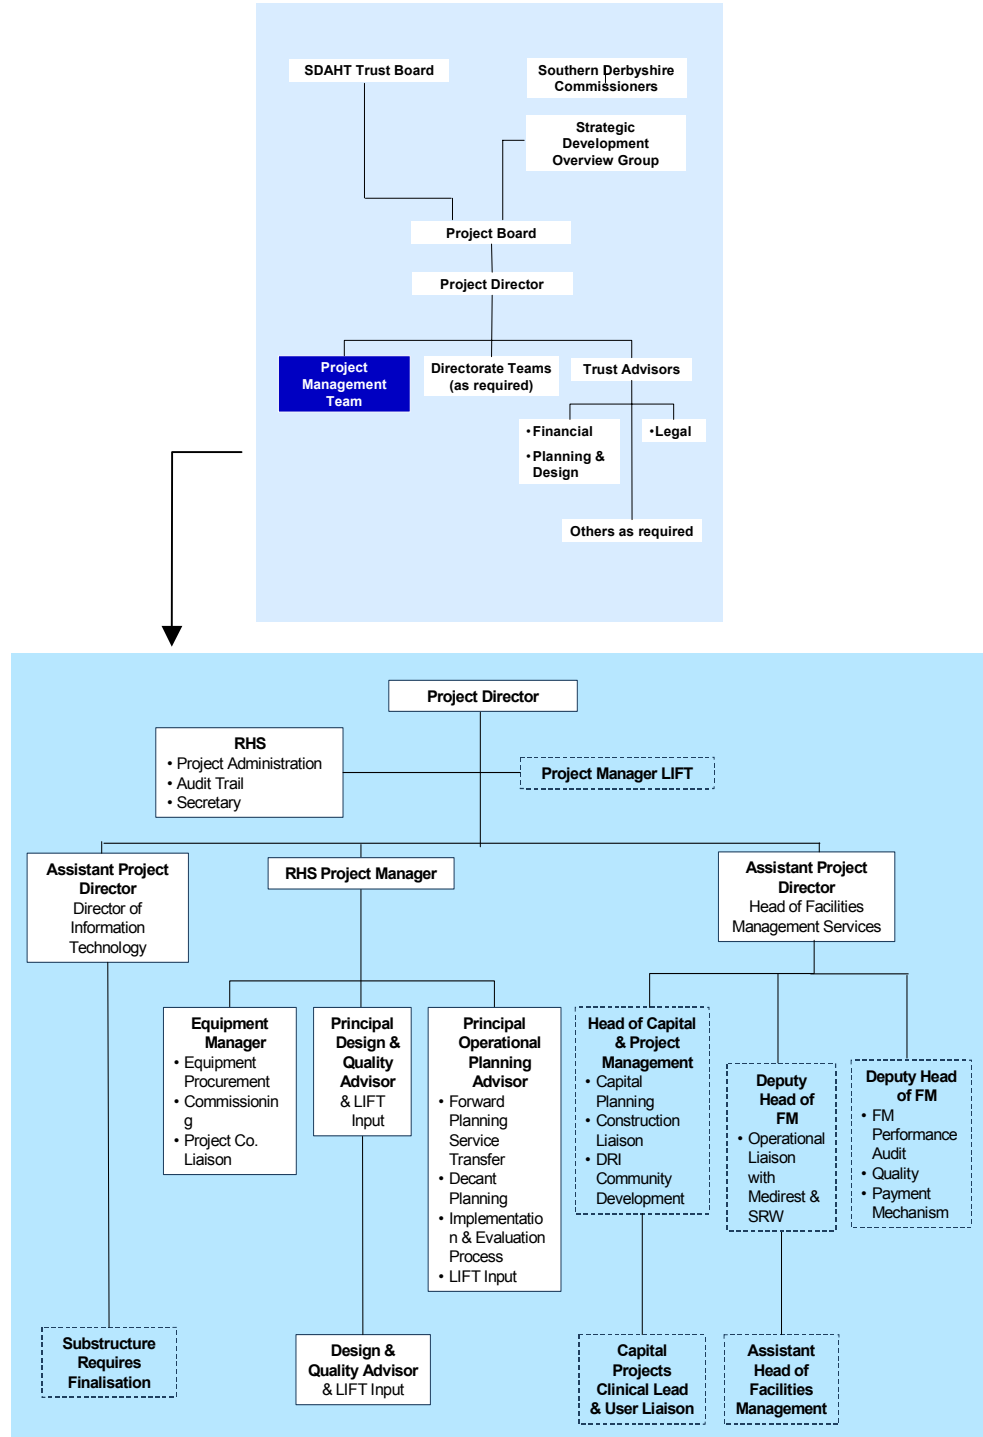 SDAHT Trust Board
Southern Derbyshire
Commissioners
Strategic
Development
Overview Group
Project Board
Project Director
Project
Management
Team
Directorate Teams
(as required)
Trust Advisors
• Financial
• Planning &
Design
• Legal
Others as required
Project Director
RHS
• Project Administration
• Audit Trail
• Secretary
Project Manager LIFT
Assistant Project
Director
Director of
Information
Technology
RHS Project Manager
Assistant Project
Director
Head of Facilities
Management Services
Equipment
Manager
• Equipment
Procurement
• Commissionin
g
• Project Co.
Liaison
Principal
Design &
Quality
Advisor
& LIFT
Input
Principal
Operational
Planning
Advisor
• Forward
Planning
Service
Transfer
• Decant
Planning
• Implementatio
n & Evaluation
Process
• LIFT Input
Head of Capital
& Project
Management
• Capital
Planning
• Construction
Liaison
• DRI
Community
Development
Deputy
Head of
FM
• Operational
Liaison
with
Medirest &
SRW
Deputy Head
of FM
• FM
Performance
Audit
• Quality
• Payment
Mechanism
Substructure
Requires
Finalisation
Design &
Quality Advisor
& LIFT Input
Capital
Projects
Clinical Lead
& User Liaison
Assistant
Head of
Facilities
Management